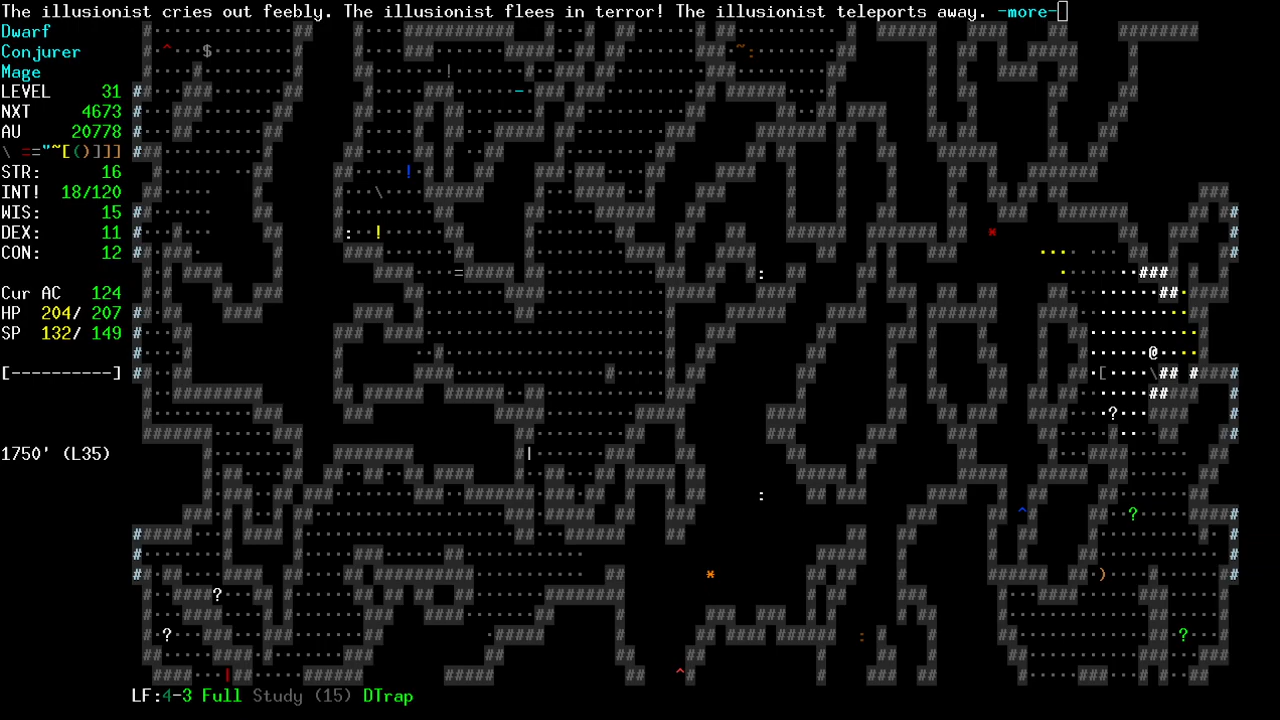 The illusionist cries out feebly. The illusionist flees in terror! The illusionist teleports away. -more-
Dwarf
Conjurer
Mage
LEVEL 31
NXT 4673
AU 20778
\ =="~[()]]]
STR: 16
INT! 18/120
WIS: 15
DEX: 11
CON: 12
Cur AC 124
HP 204/ 207
SP 132/ 149
[----------]
1750' (L35)
LF:4-3 Full Study (15) DTrap